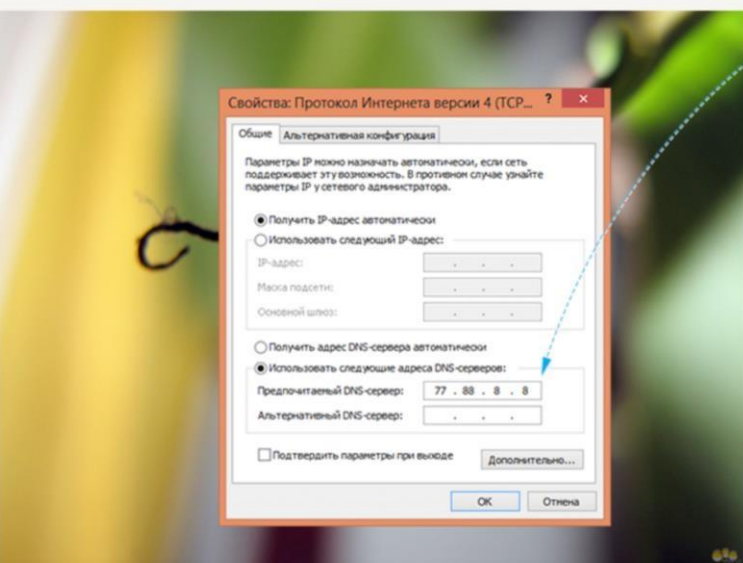 Свойства: Протокол Интернета версии 4 (TCP... ?
Общие Альтернативная конфигурация
Параметры IP можно назначать автоматически, если сеть
поддерживает эту возможность. В противном случае узнайте
параметры IP у сетевого администратора.
Получить IP-адрес автоматически
Использовать следующий IP-адрес:
IP-адрес: . . .
Маска подсети: . . .
Основной шлюз: . . .
Получить адрес DNS-сервера автоматически
Использовать следующие адреса DNS-серверов:
Предпочитаемый DNS-сервер: 77 . 88 . 8 . 8
Альтернативный DNS-сервер: . . .
Подтвердить параметры при выходе
Дополнительно...
OK Отмена